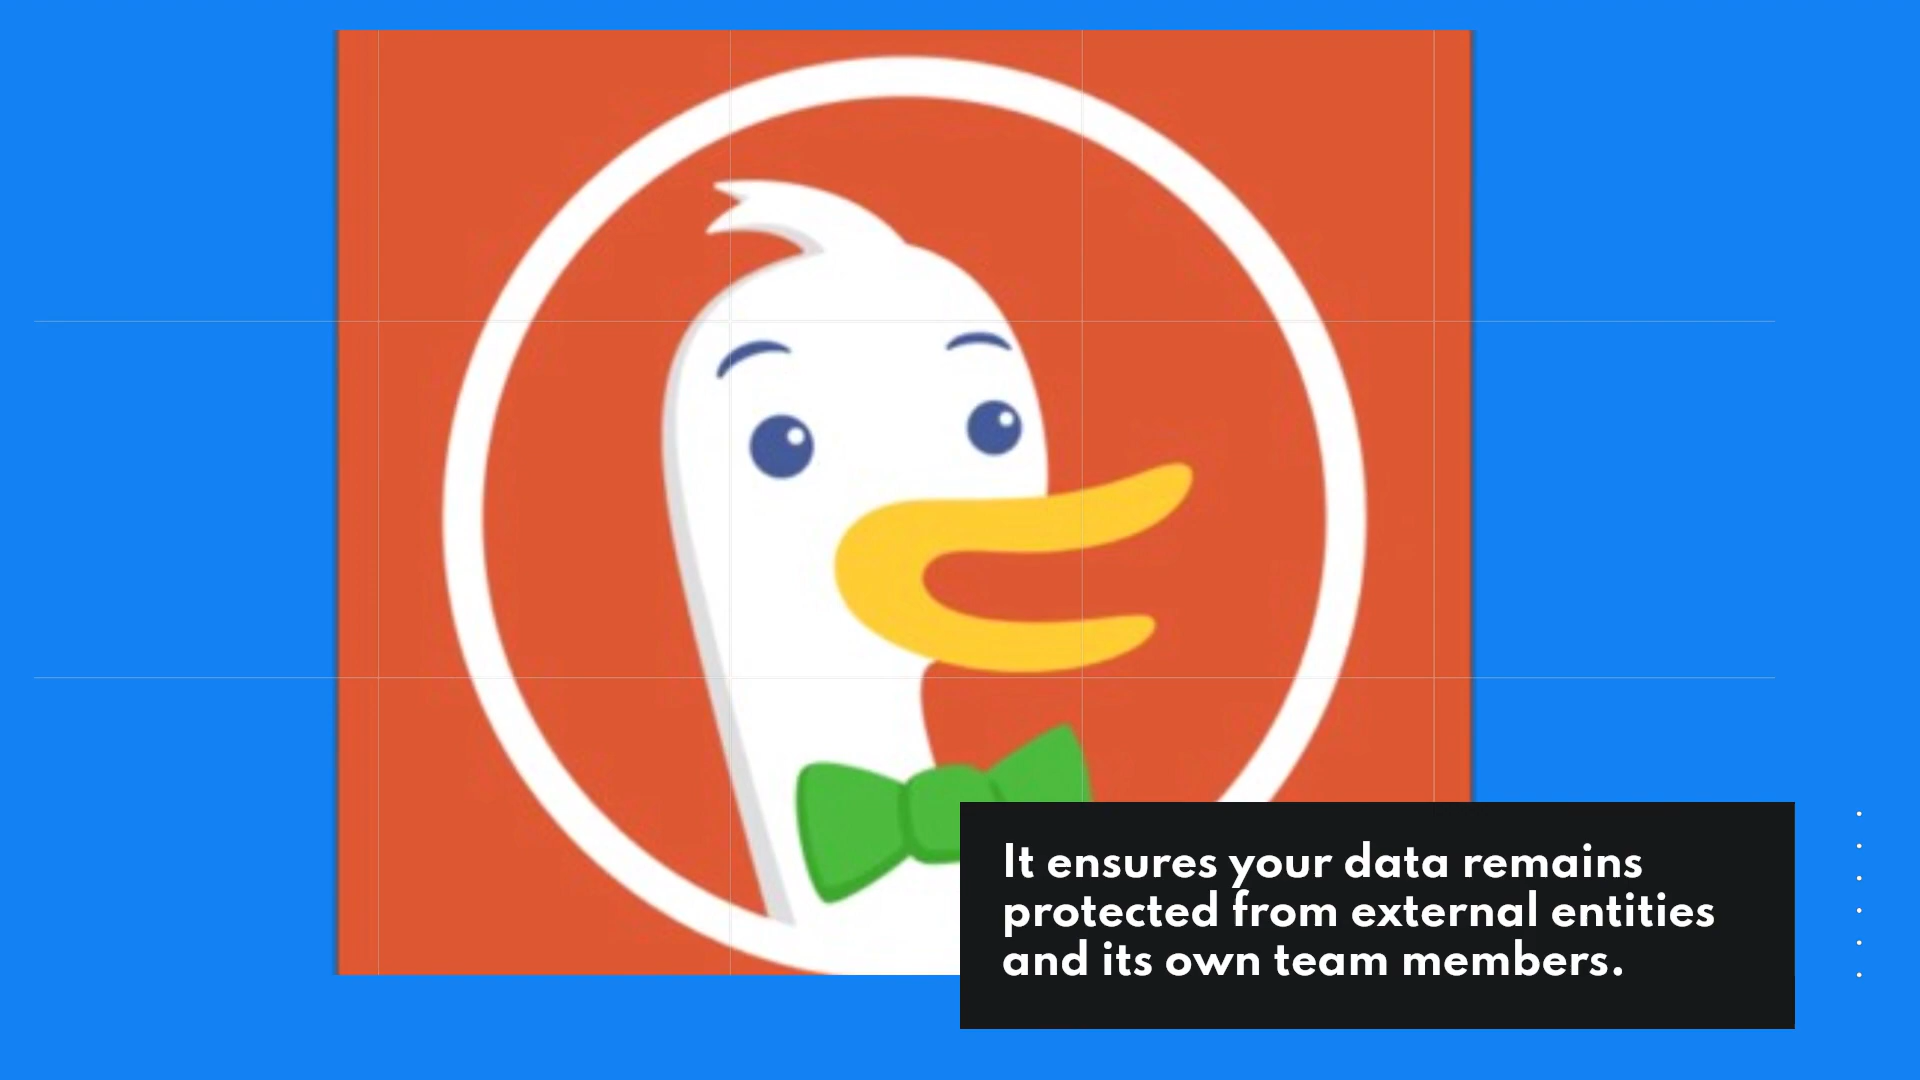 It ensures your data remains
protected from external entities
and its own team members.